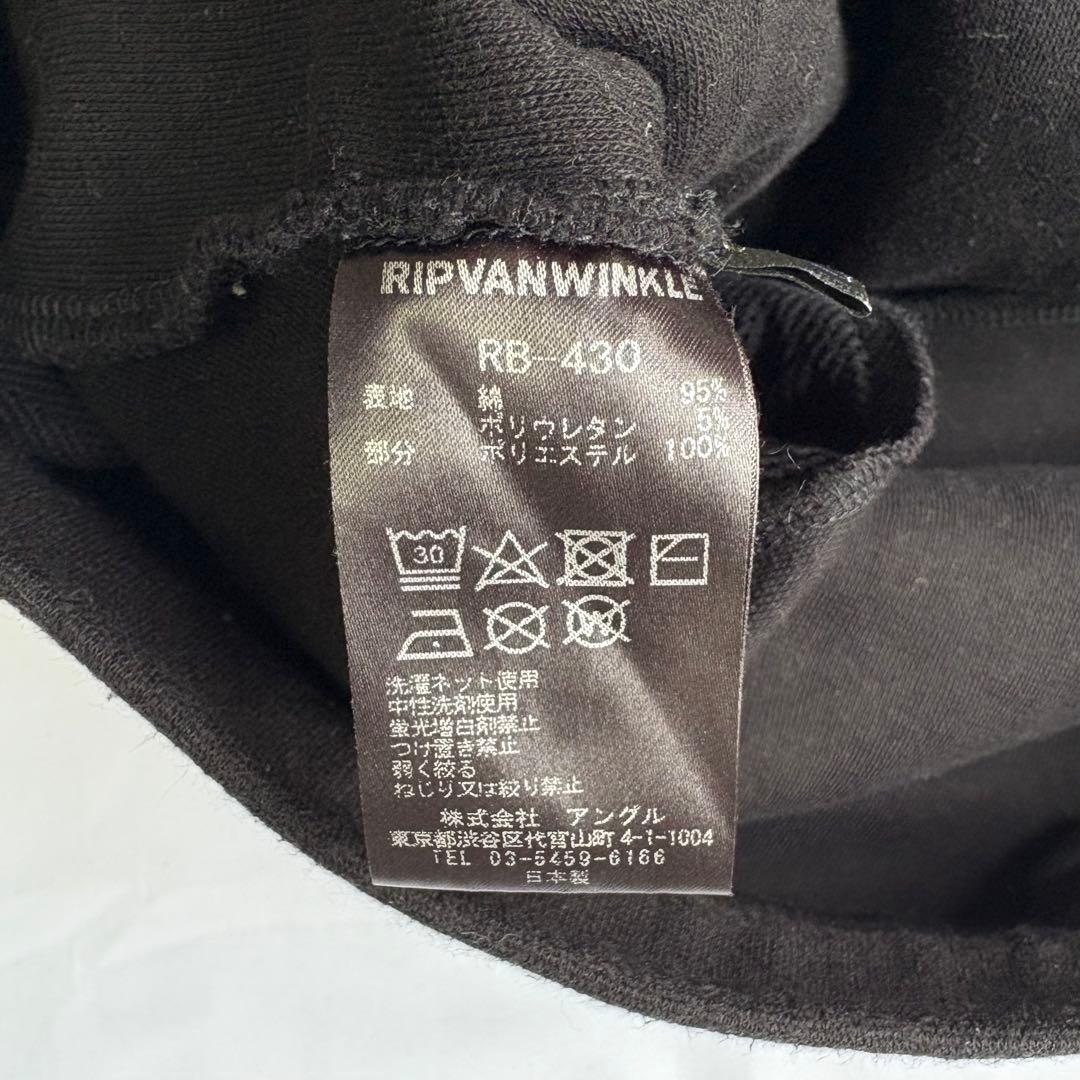 RIPVANWINKLE
RB-430
表地 綿 95%
ポリウレタン 5%
部分 ポリエステル 100%
30
W
洗濯ネット使用
中性洗剤使用
蛍光増白剤禁止
つけ置き禁止
弱く絞る
ねじり又は絞り禁止
株式会社 アングル
東京都渋谷区代官山町 4-1-1004
TEL 03-5459-6166
日本製